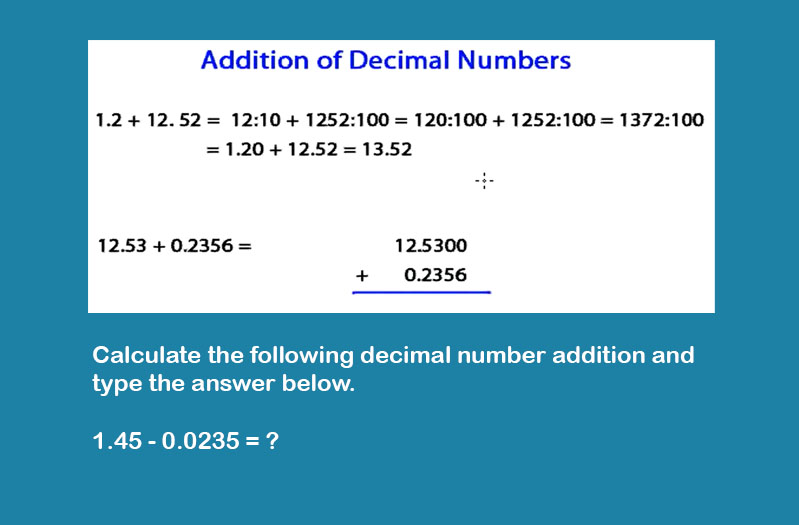 Addition of Decimal Numbers
1.2 + 12. 52 = 12:10 + 1252:100 = 120:100 + 1252:100 = 1372:100
= 1.20 + 12.52 = 13.52
12.53 + 0.2356 = 12.5300
+ 0.2356
Calculate the following decimal number addition and
type the answer below.
1.45 - 0.0235 = ?